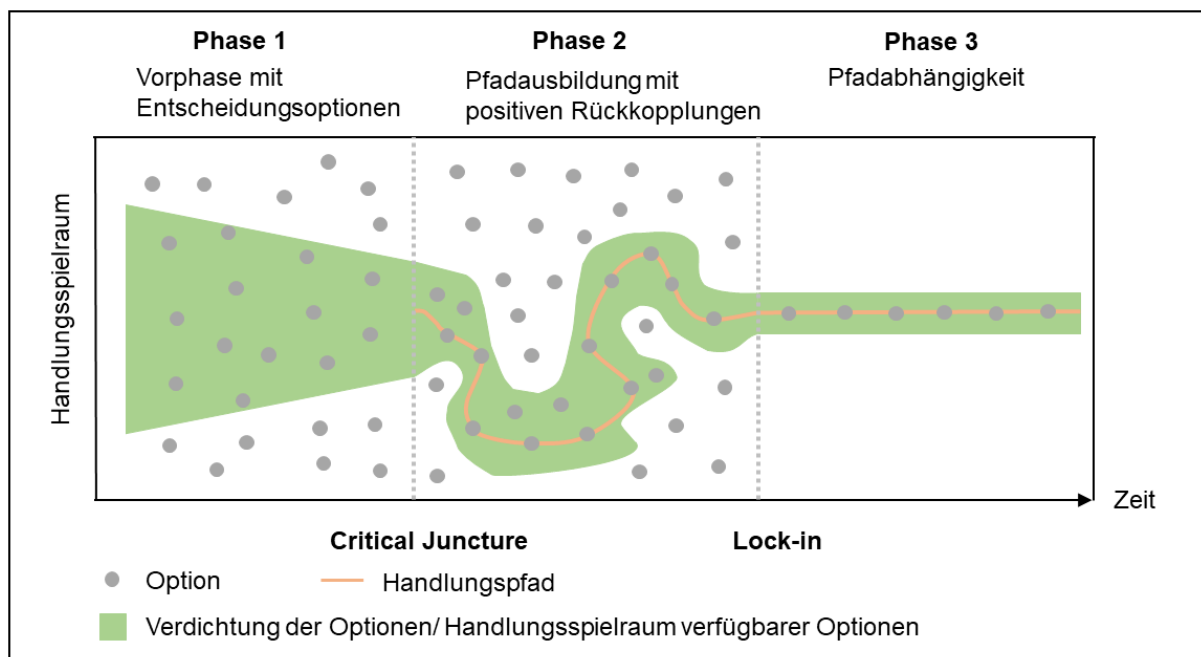 Phase 1
Vorphase mit
Entscheidungsoptionen
Phase 2
Pfadausbildung mit
positiven Rückkopplungen
Phase 3
Pfadabhängigkeit
Handlungsspielraum
Zeit
Critical Juncture
Lock-in
Option
Handlungspfad
Verdichtung der Optionen/ Handlungsspielraum verfügbarer Optionen